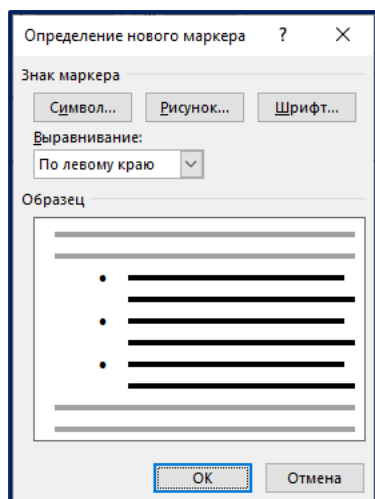 Определение нового маркера ? ×
Знак маркера
Символ... Рисунок... Шрифт...
Выравнивание:
По левому краю
Образец
ОК Отмена